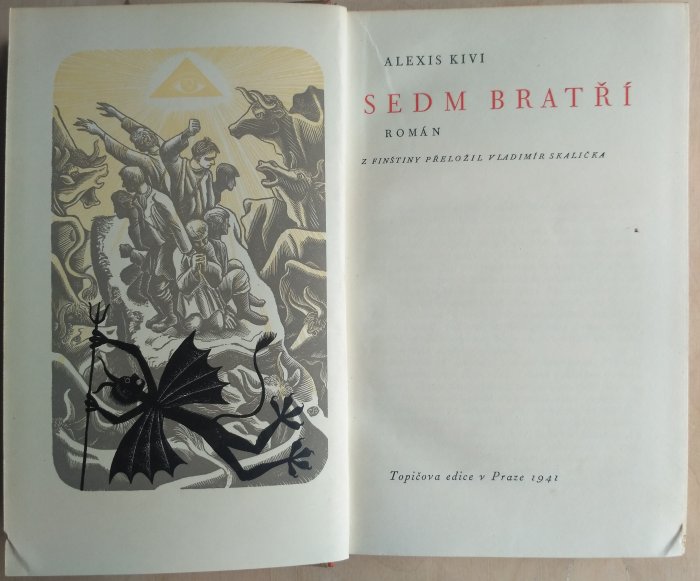 ALEXIS KIVI
SEDM BRATŘÍ
ROMÁN
Z FINŠTINY PŘELOŽIL VLADIMÍR SKALIČKA
Topičova edice v Praze 1941